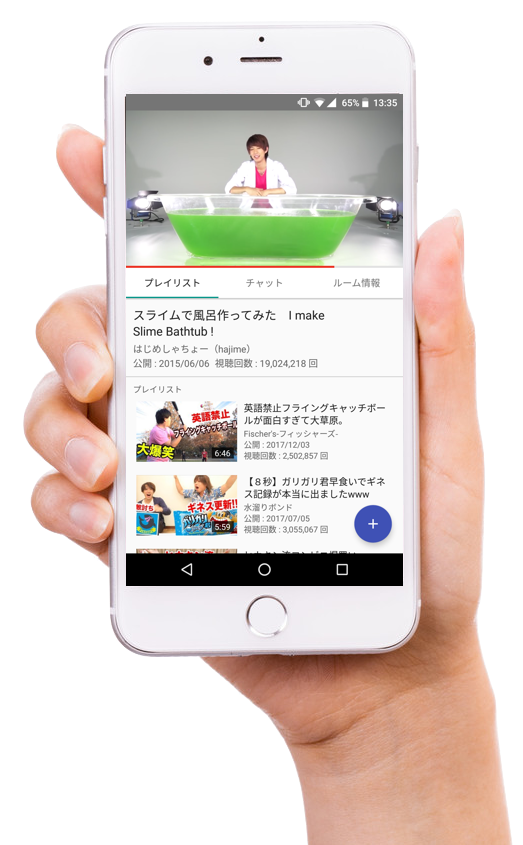 65% 13:35
プレイリスト チャット ルーム情報
スライムで風呂作ってみた　I make
Slime Bathtub !
はじめしゃちょー（hajime）
公開 : 2015/06/06 視聴回数 : 19,024,218 回
プレイリスト
英語禁止
フライングキャッチボール
大爆笑
6:46
英語禁止フライングキャッチボー
ルが面白すぎて大草原。
Fischer's-フィッシャーズ-
公開 : 2017/12/03
視聴回数 : 2,502,857 回
ギネス更新!!
ガリガリ
5:59
【８秒】ガリガリ君早食いでギネ
ス記録が本当に出ましたwww
水溜りボンド
公開 : 2017/07/05
視聴回数 : 3,055,067 回